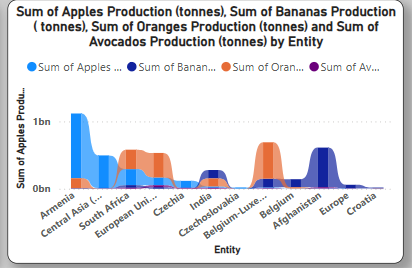 Sum of Apples Production (tonnes), Sum of Bananas Production
( tonnes), Sum of Oranges Production (tonnes) and Sum of
Avocados Production (tonnes) by Entity
Sum of Apples ... Sum of Banan... Sum of Oran... Sum of Av...
Sum of Apples Produ...
1bn
0bn
Armenia
Central Asia (...
South Africa
European Uni...
Czechia
India
Czechoslovakia
Belgium-Luxe...
Belgium
Afghanistan
Europe
Croatia
Entity